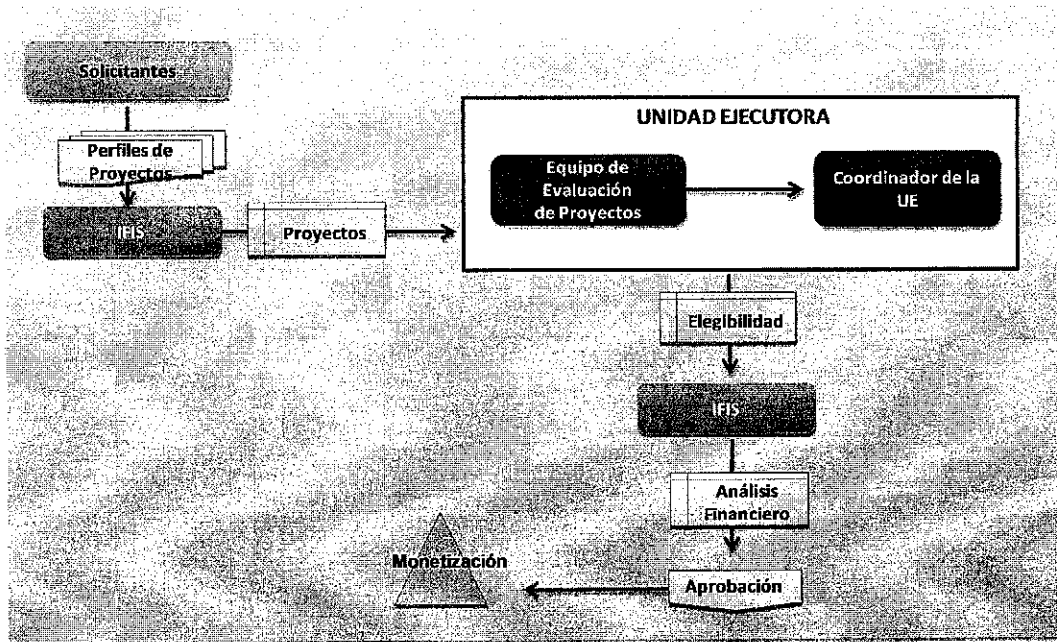 Solicitantes
Perfiles de
Proyectos
IFIS
Proyectos
UNIDAD EJECUTORA
Equipo de
Evaluación
de Proyectos
Coordinador de la
UE
Elegibilidad
IFIS
Análisis
Financiero
Aprobación
Monetización